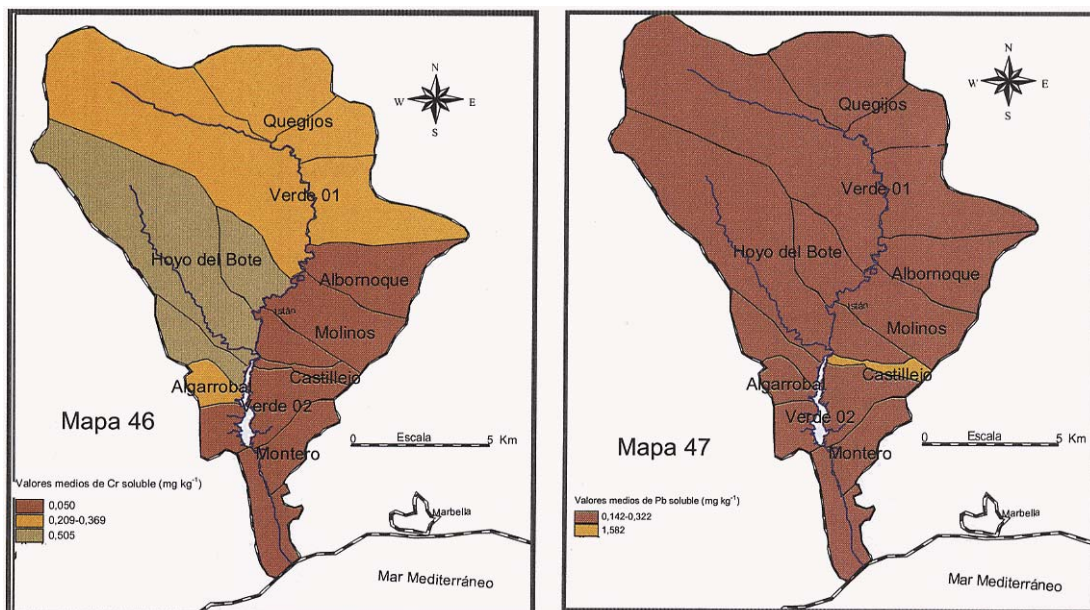 N
W E
S
Quegijos
Verde 01
Hoyo del Bote
Albornoque
Istán
Molinos
Castillejo
Algarrobal
Verde 02
Mapa 46
Montero
0 Escala 5 Km
Valores medios de Cr soluble (mg kg⁻¹)
0,050
0,209-0,369
0,505
Marbella
Mar Mediterráneo
N
W E
S
Quegijos
Verde 01
Hoyo del Bote
Albornoque
Istán
Molinos
Castillejo
Algarrobal
Verde 02
Mapa 47
Montero
0 Escala 5 Km
Valores medios de Pb soluble (mg kg⁻¹)
0,142-0,322
1,582
Marbella
Mar Mediterráneo